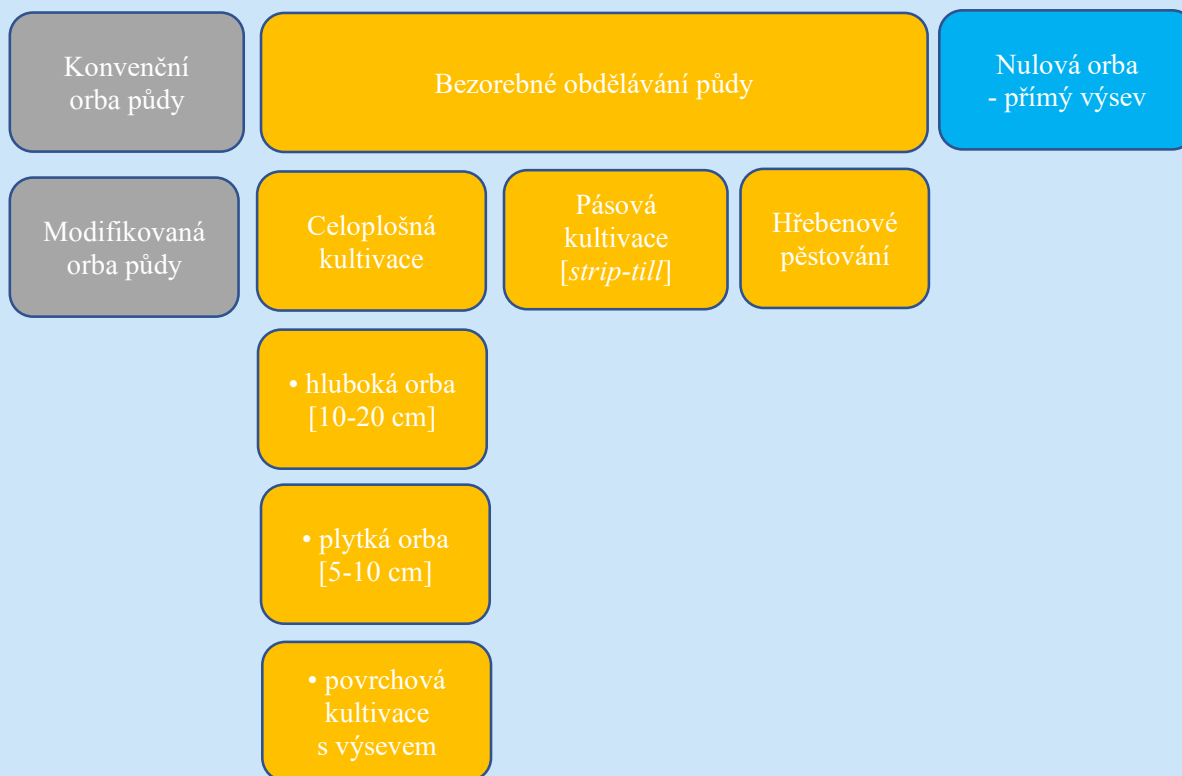 Konvenční
orba půdy
Bezorebné obdělávání půdy
Nulová orba
- přímý výsev
Modifikovaná
orba půdy
Celoplošná
kultivace
Pásová
kultivace
[strip-till]
Hřebenové
pěstování
• hluboká orba
[10-20 cm]
• plytká orba
[5-10 cm]
• povrchová
kultivace
s výsevem